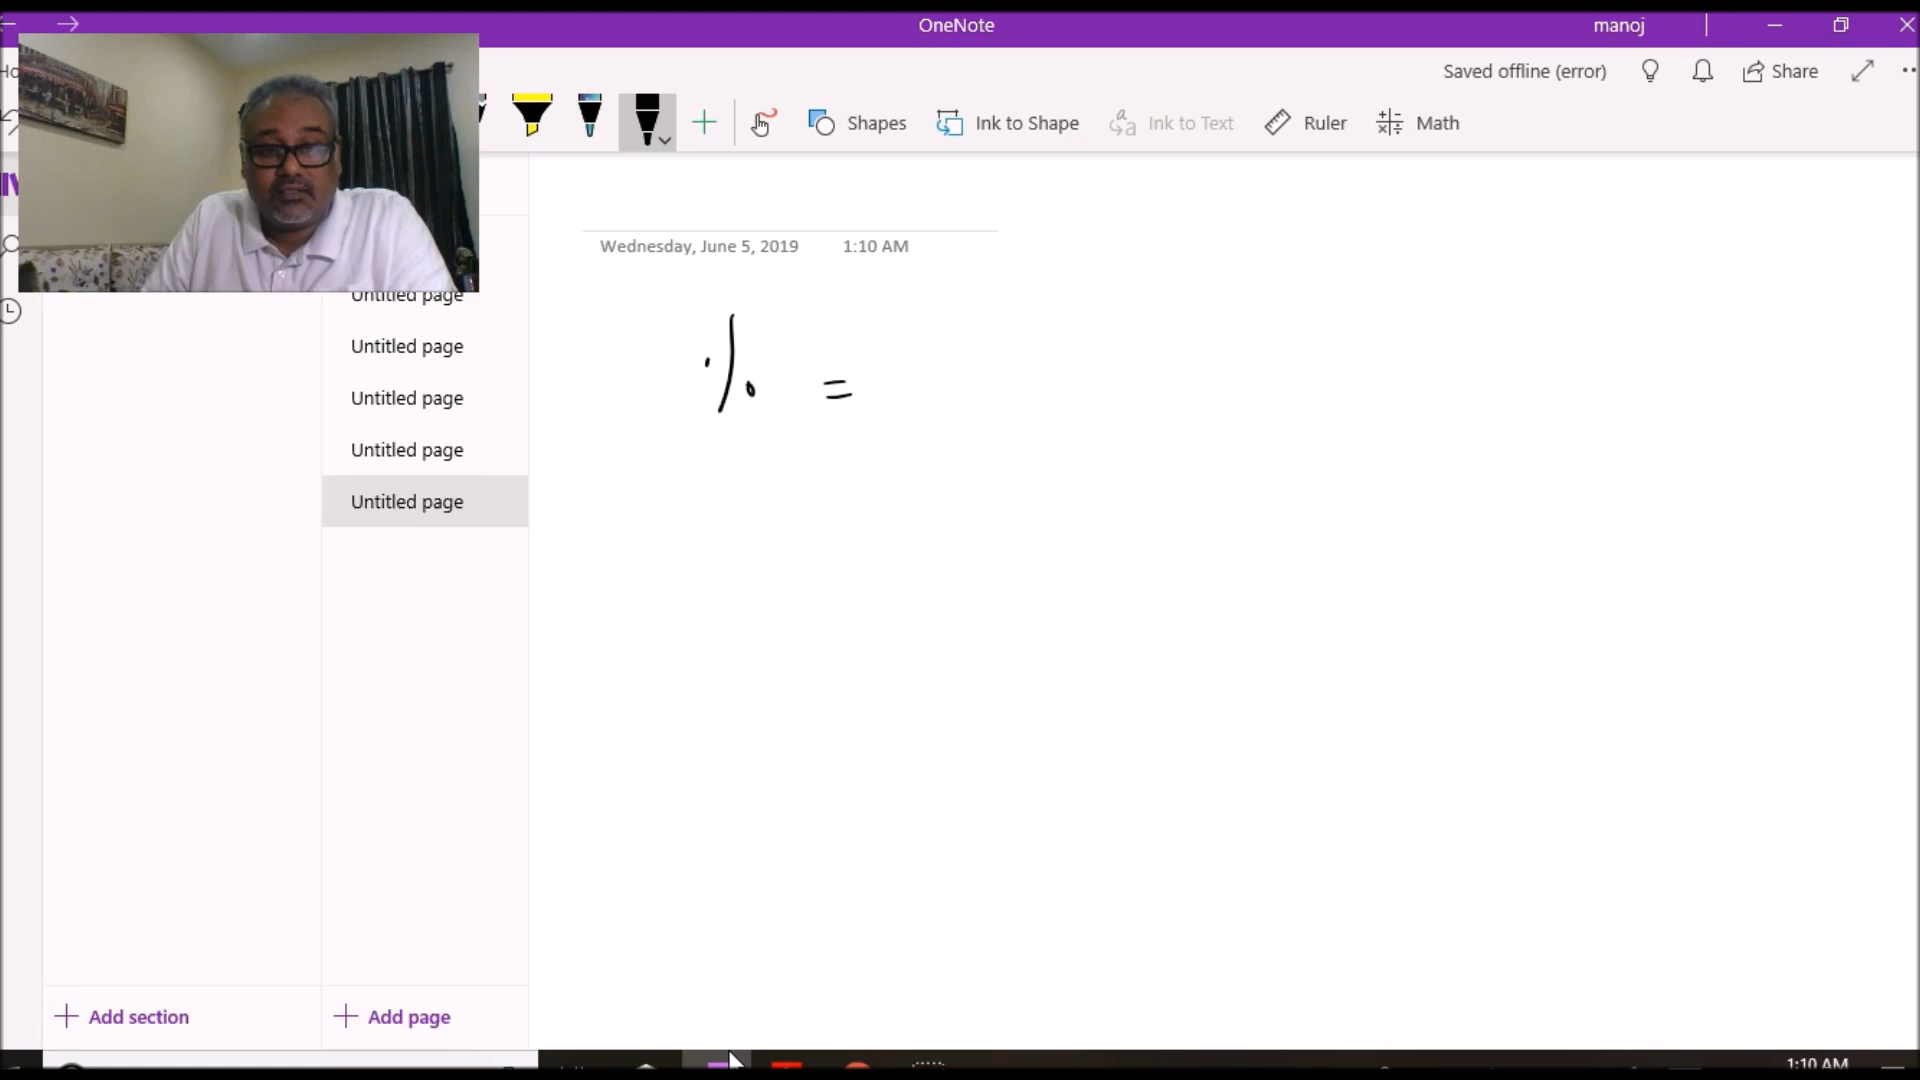 OneNote
manoj
Saved offline (error)
Share
Shapes
Ink to Shape
Ink to Text
Ruler
Math
Wednesday, June 5, 2019 1:10 AM
% =
Untitled page
Untitled page
Untitled page
Untitled page
Untitled page
Add section
Add page
1:10 AM